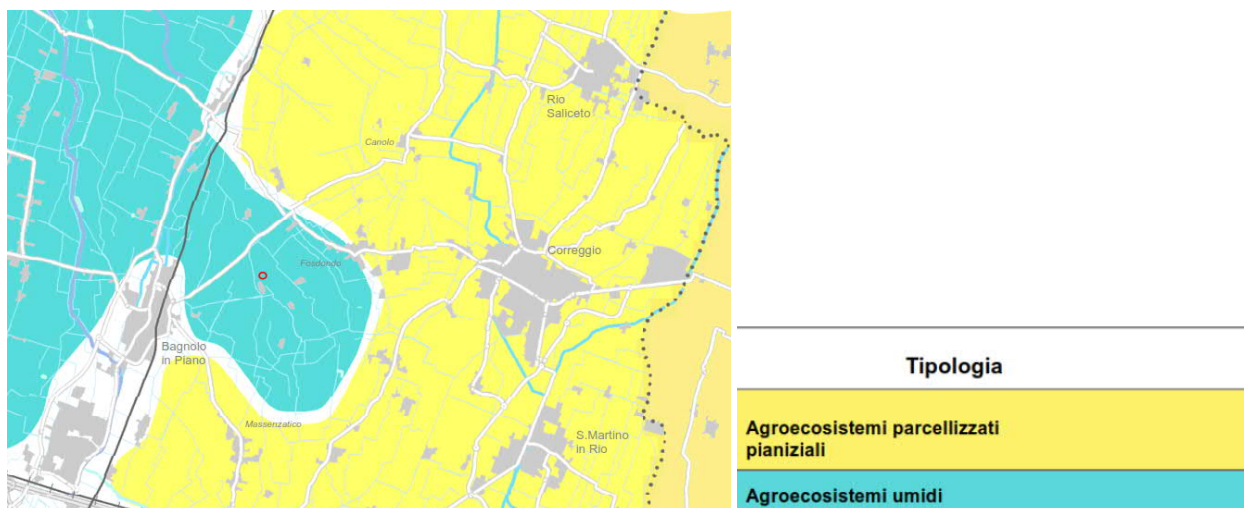 Rio
Saliceto
Canolo
Correggio
Fosdondo
Bagnolo
in Piano
Massenzatico
S.Martino
in Rio
Tipologia
Agroecosistemi parcellizzati
pianiziali
Agroecosistemi umidi